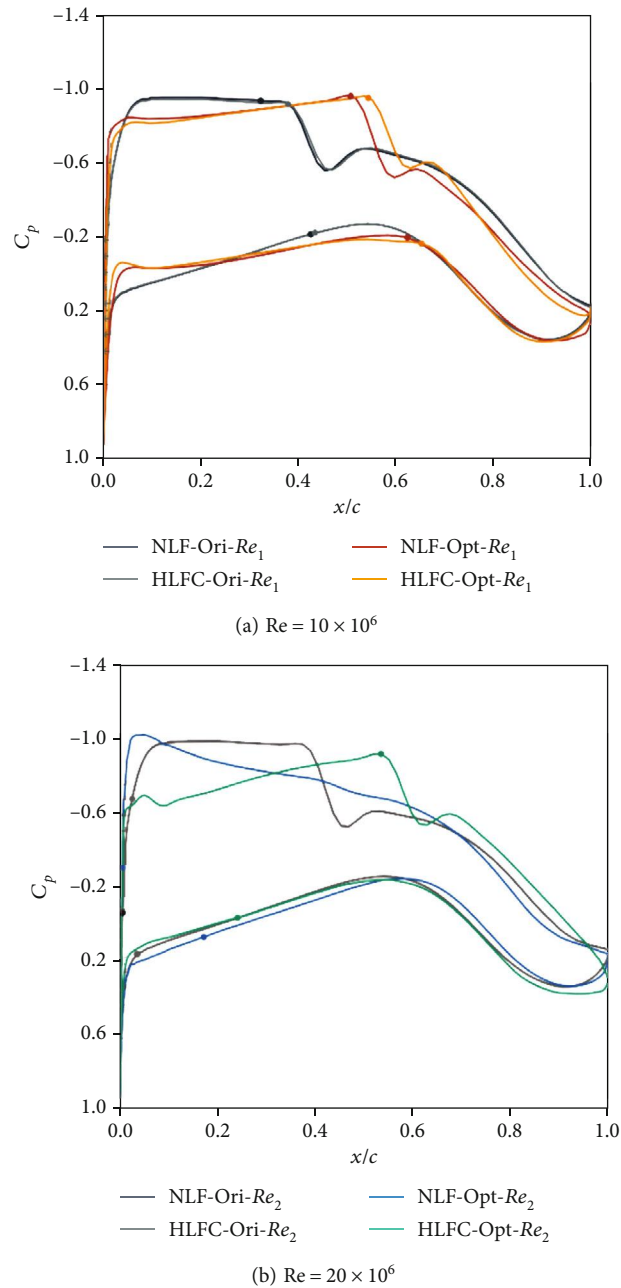 –1.4
–1.0
–0.6
–0.2
0.2
0.6
1.0
C_p
0.0 0.2 0.4 0.6 0.8 1.0
x/c
NLF-Ori-Re₁ NLF-Opt-Re₁
HLFC-Ori-Re₁ HLFC-Opt-Re₁
(a) Re = 10 × 10⁶
–1.4
–1.0
–0.6
–0.2
0.2
0.6
1.0
C_p
0.0 0.2 0.4 0.6 0.8 1.0
x/c
NLF-Ori-Re₂ NLF-Opt-Re₂
HLFC-Ori-Re₂ HLFC-Opt-Re₂
(b) Re = 20 × 10⁶